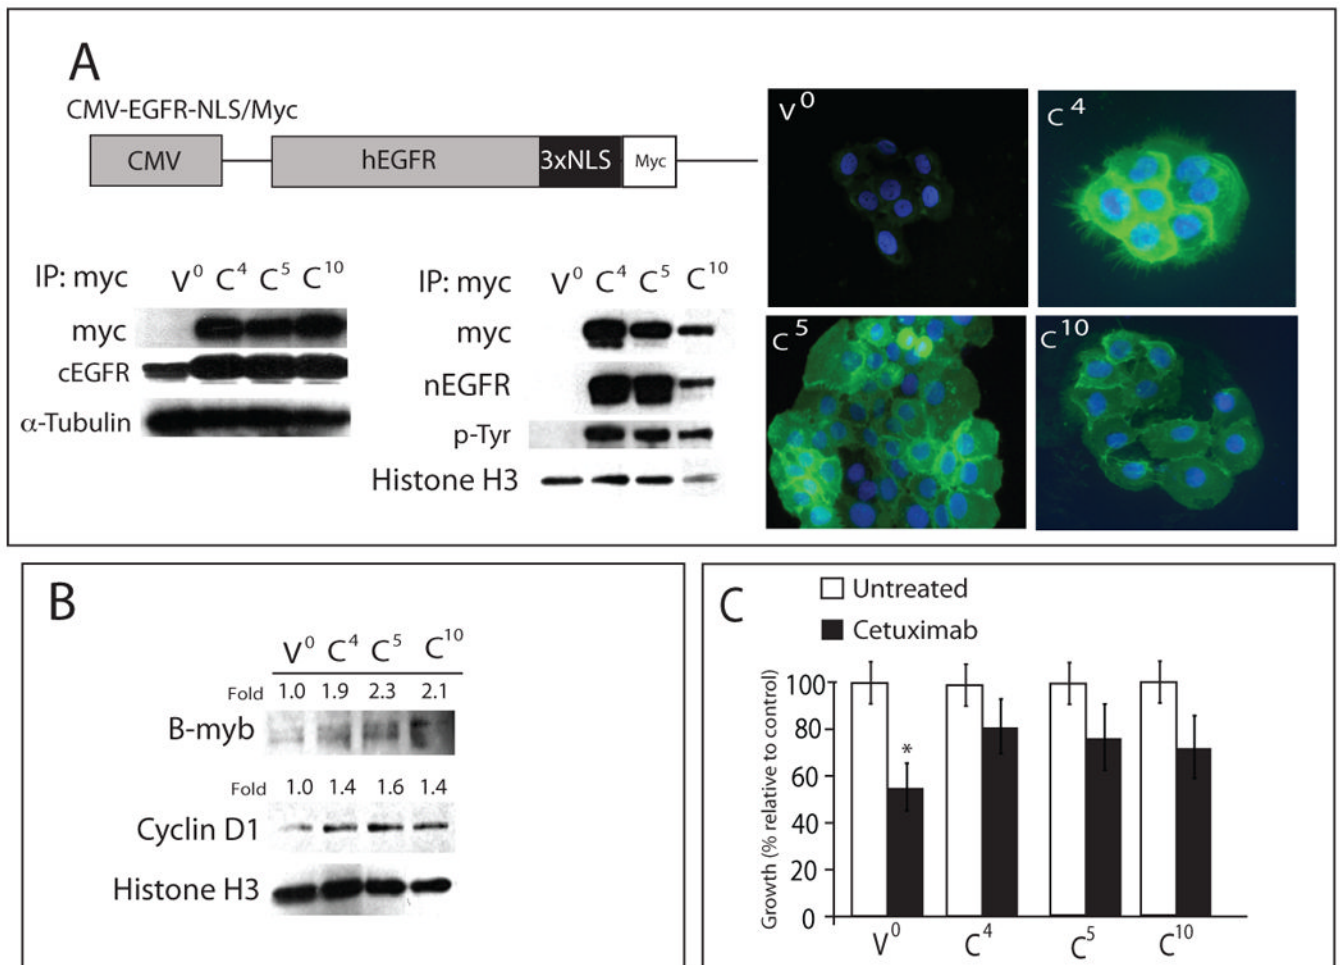 A
CMV-EGFR-NLS/Myc
CMV hEGFR 3xNLS Myc
IP: myc V⁰ C⁴ C⁵ C¹⁰
myc
cEGFR
α-Tubulin
IP: myc V⁰ C⁴ C⁵ C¹⁰
myc
nEGFR
p-Tyr
Histone H3
V⁰
C⁴
C⁵
C¹⁰
B
V⁰ C⁴ C⁵ C¹⁰
Fold 1.0 1.9 2.3 2.1
B-myb
Fold 1.0 1.4 1.6 1.4
Cyclin D1
Histone H3
C
Untreated
Cetuximab
Growth (% relative to control)
100
80
60
40
20
0
*
V⁰ C⁴ C⁵ C¹⁰